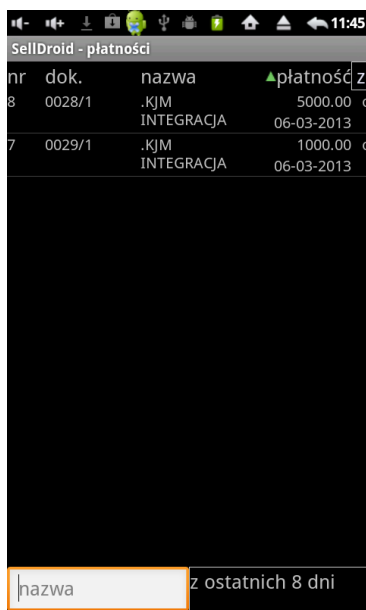 11:45
SellDroid - płatności
nr dok. nazwa ▲płatność z
8 0028/1 .KJM 5000.00
INTEGRACJA 06-03-2013
7 0029/1 .KJM 1000.00
INTEGRACJA 06-03-2013
nazwa z ostatnich 8 dni